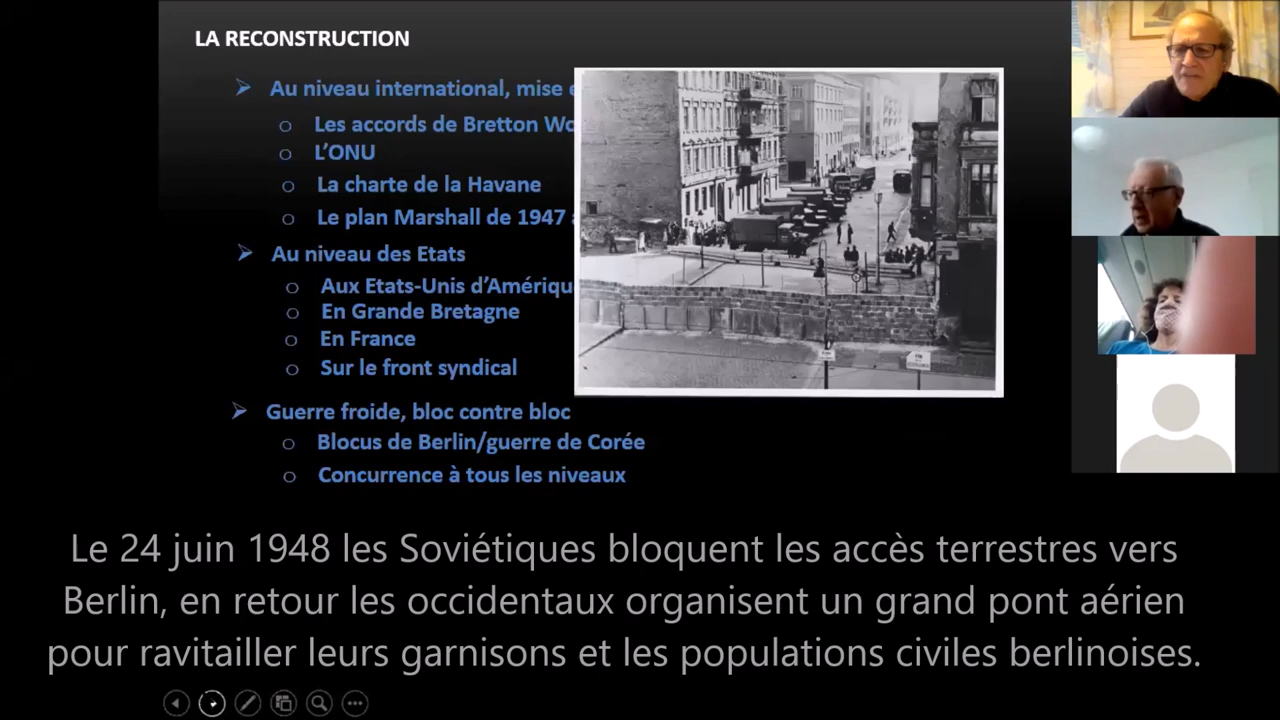 LA RECONSTRUCTION
Au niveau international, mise
Les accords de Bretton
L'ONU
La charte de la Havane
Le plan Marshall de 1947
Au niveau des Etats
Aux Etats-Unis d'Amériqu
En Grande Bretagne
En France
Sur le front syndical
Guerre froide, bloc contre bloc
Blocus de Berlin/guerre de Corée
Concurrence à tous les niveaux
Le 24 juin 1948 les Soviétiques bloquent les accès terrestres vers
Berlin, en retour les occidentaux organisent un grand pont aérien
pour ravitailler leurs garnisons et les populations civiles berlinoises.